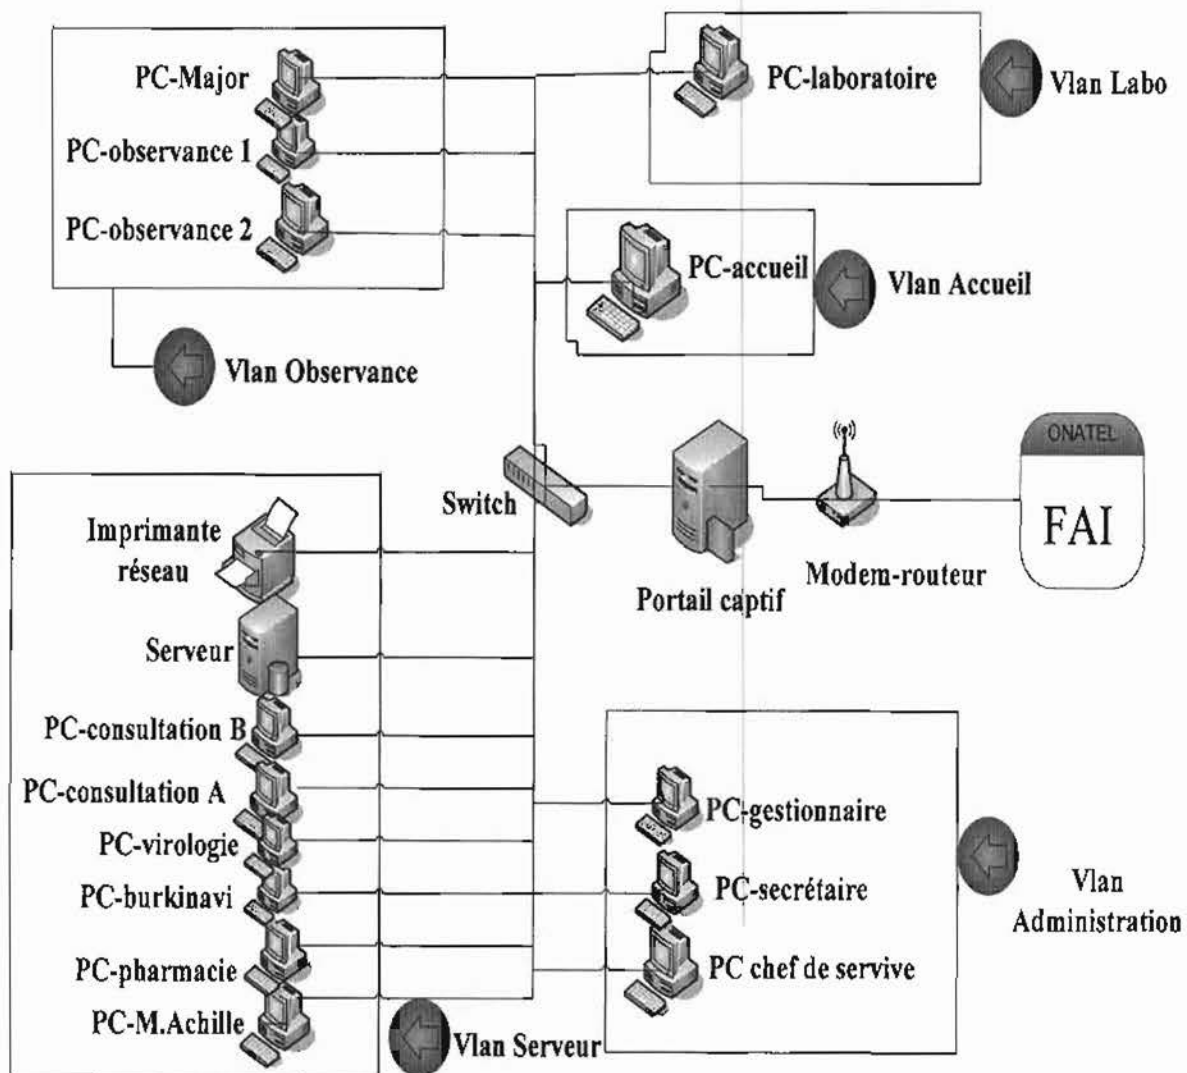 PC-Major
PC-observance 1
PC-observance 2
Vlan Observance
PC-laboratoire
Vlan Labo
PC-accueil
Vlan Accueil
Switch
Portail captif
Modem-routeur
ONATEL
FAI
Imprimante
réseau
Serveur
PC-consultation B
PC-consultation A
PC-virologie
PC-burkinavi
PC-pharmacie
PC-M.Achille
Vlan Serveur
PC-gestionnaire
PC-secrétaire
PC chef de servive
Vlan
Administration